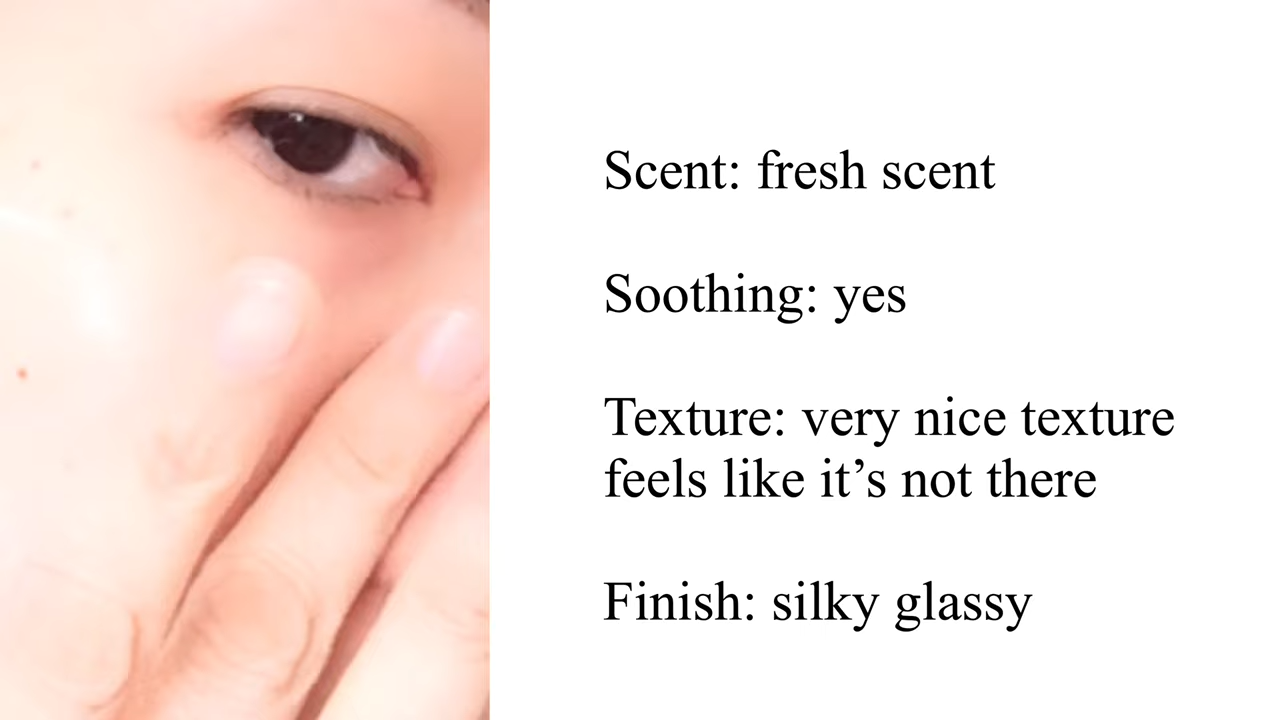 Scent: fresh scent
Soothing: yes
Texture: very nice texture
feels like it’s not there
Finish: silky glassy